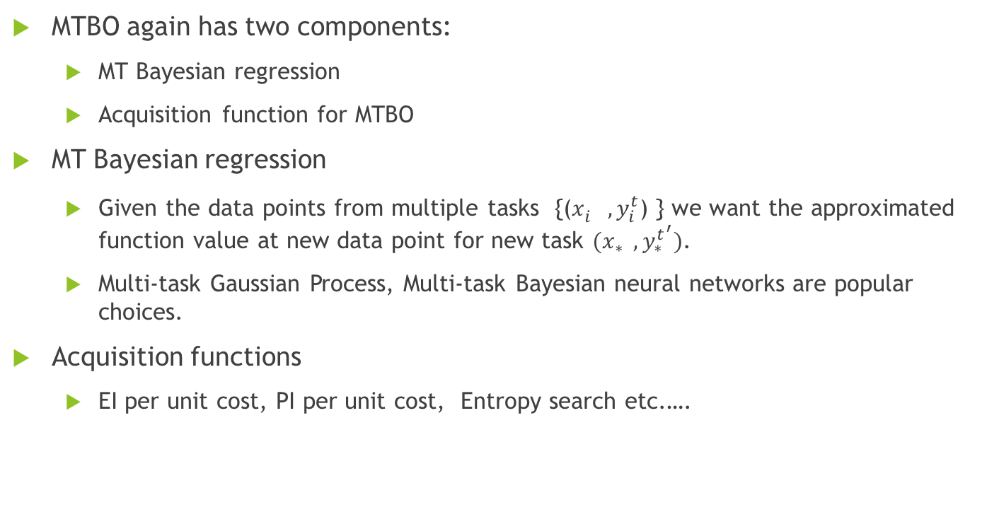 MTBO again has two components:
MT Bayesian regression
Acquisition function for MTBO
MT Bayesian regression
Given the data points from multiple tasks {(𝑥ᵢ , 𝑦ᵢᵗ) } we want the approximated
function value at new data point for new task (𝑥_* , 𝑦_*^{t′}).
Multi-task Gaussian Process, Multi-task Bayesian neural networks are popular
choices.
Acquisition functions
EI per unit cost, PI per unit cost, Entropy search etc.….